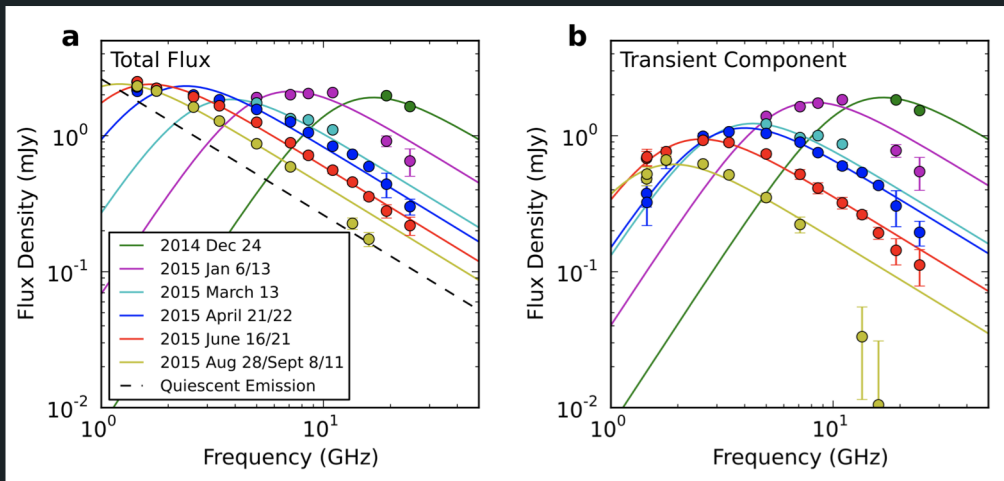 a
Total Flux
Flux Density (mJy)
10^0
10^-1
10^-2
2014 Dec 24
2015 Jan 6/13
2015 March 13
2015 April 21/22
2015 June 16/21
2015 Aug 28/Sept 8/11
Quiescent Emission
10^0
10^1
Frequency (GHz)
b
Transient Component
Flux Density (mJy)
10^0
10^-1
10^-2
10^0
10^1
Frequency (GHz)